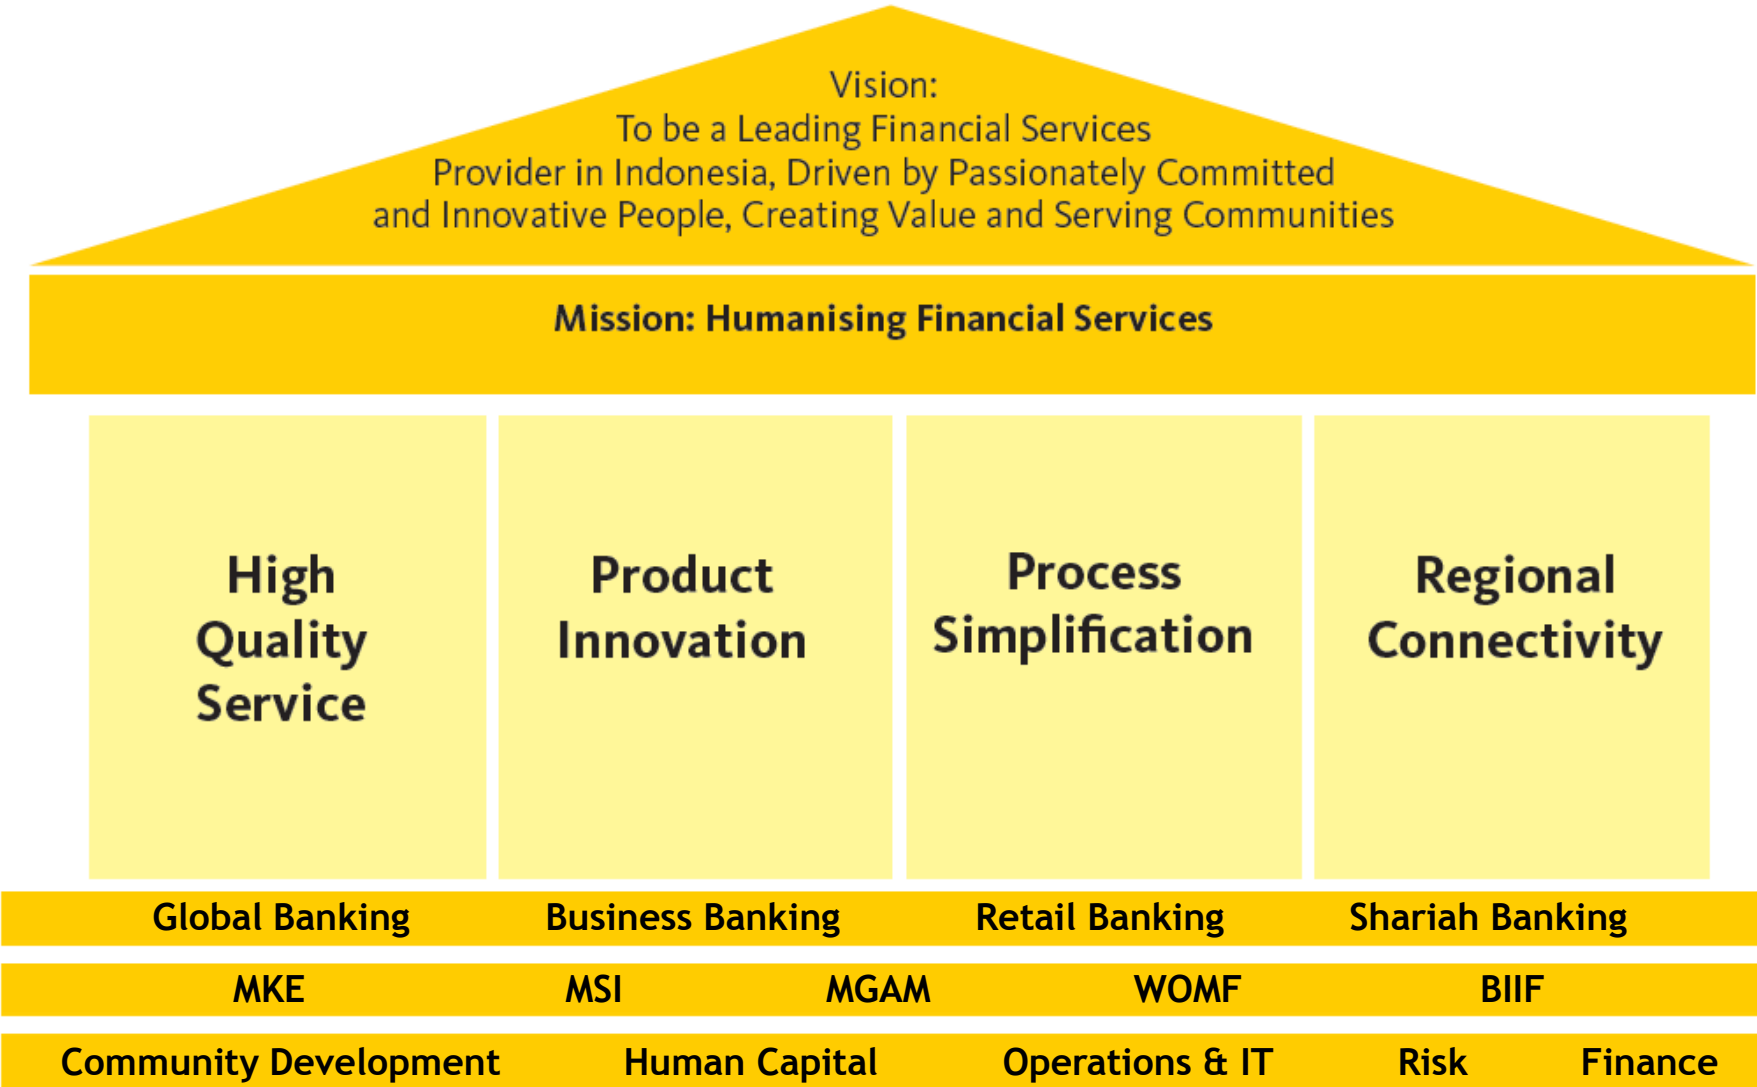 Vision:
To be a Leading Financial Services
Provider in Indonesia, Driven by Passionately Committed
and Innovative People, Creating Value and Serving Communities
Mission: Humanising Financial Services
High
Quality
Service
Product
Innovation
Process
Simplification
Regional
Connectivity
Global Banking Business Banking Retail Banking Shariah Banking
MKE MSI MGAM WOMF BIIF
Community Development Human Capital Operations & IT Risk Finance